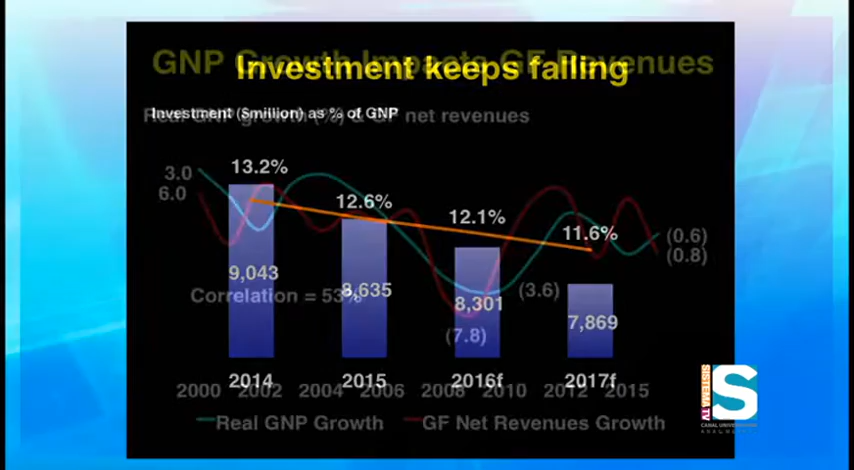 GNP Growth Impacts GF Revenues
Investment keeps falling
Real GNP growth (%) & GF net revenues
Investment ($million) as % of GNP
3.0
6.0
13.2%
12.6%
12.1%
11.6%
(0.6)
(0.8)
9,043
8,635
8,301
7,869
Correlation = 53%
(3.6)
(7.8)
2014
2015
2016f
2017f
2000 2002 2004 2006 2008 2010 2012 2015
Real GNP Growth
GF Net Revenues Growth
SISTEMA TV
S